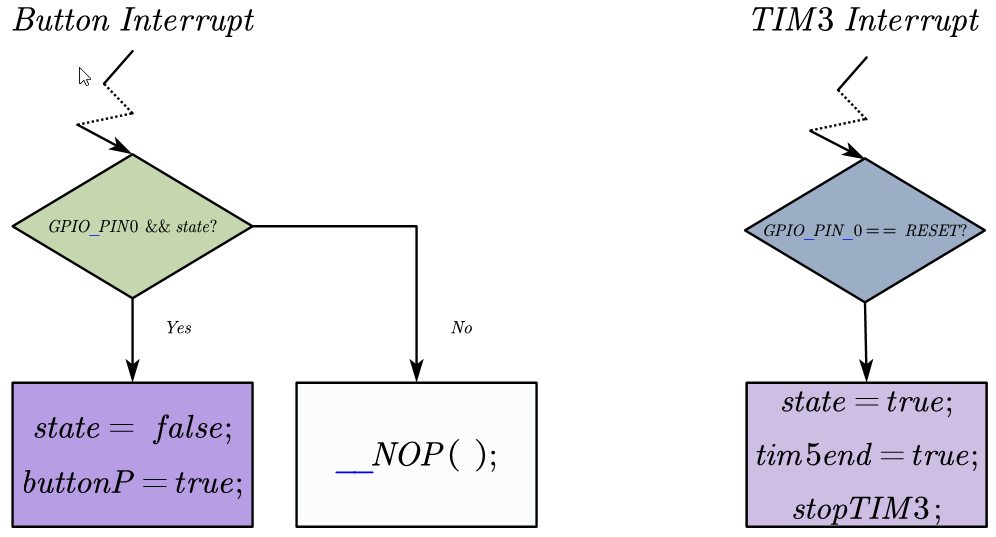 Button Interrupt
TIM3 Interrupt
GPIO_PIN0 && state?
GPIO_PIN_0 == RESET?
Yes
No
state = false;
buttonP = true;
__NOP( );
state = true;
tim5end = true;
stopTIM3;